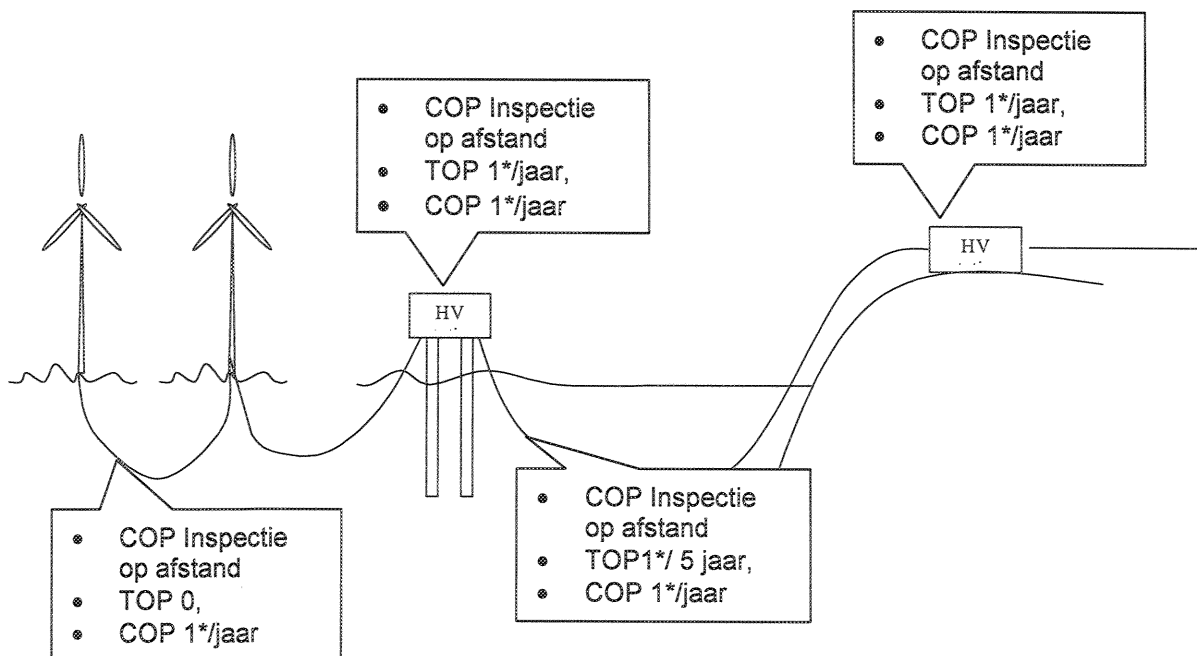 • COP Inspectie
op afstand
• TOP 1*/jaar,
• COP 1*/jaar
• COP Inspectie
op afstand
• TOP 1*/jaar,
• COP 1*/jaar
HV
HV
• COP Inspectie
op afstand
• TOP 0,
• COP 1*/jaar
• COP Inspectie
op afstand
• TOP1*/ 5 jaar,
• COP 1*/jaar